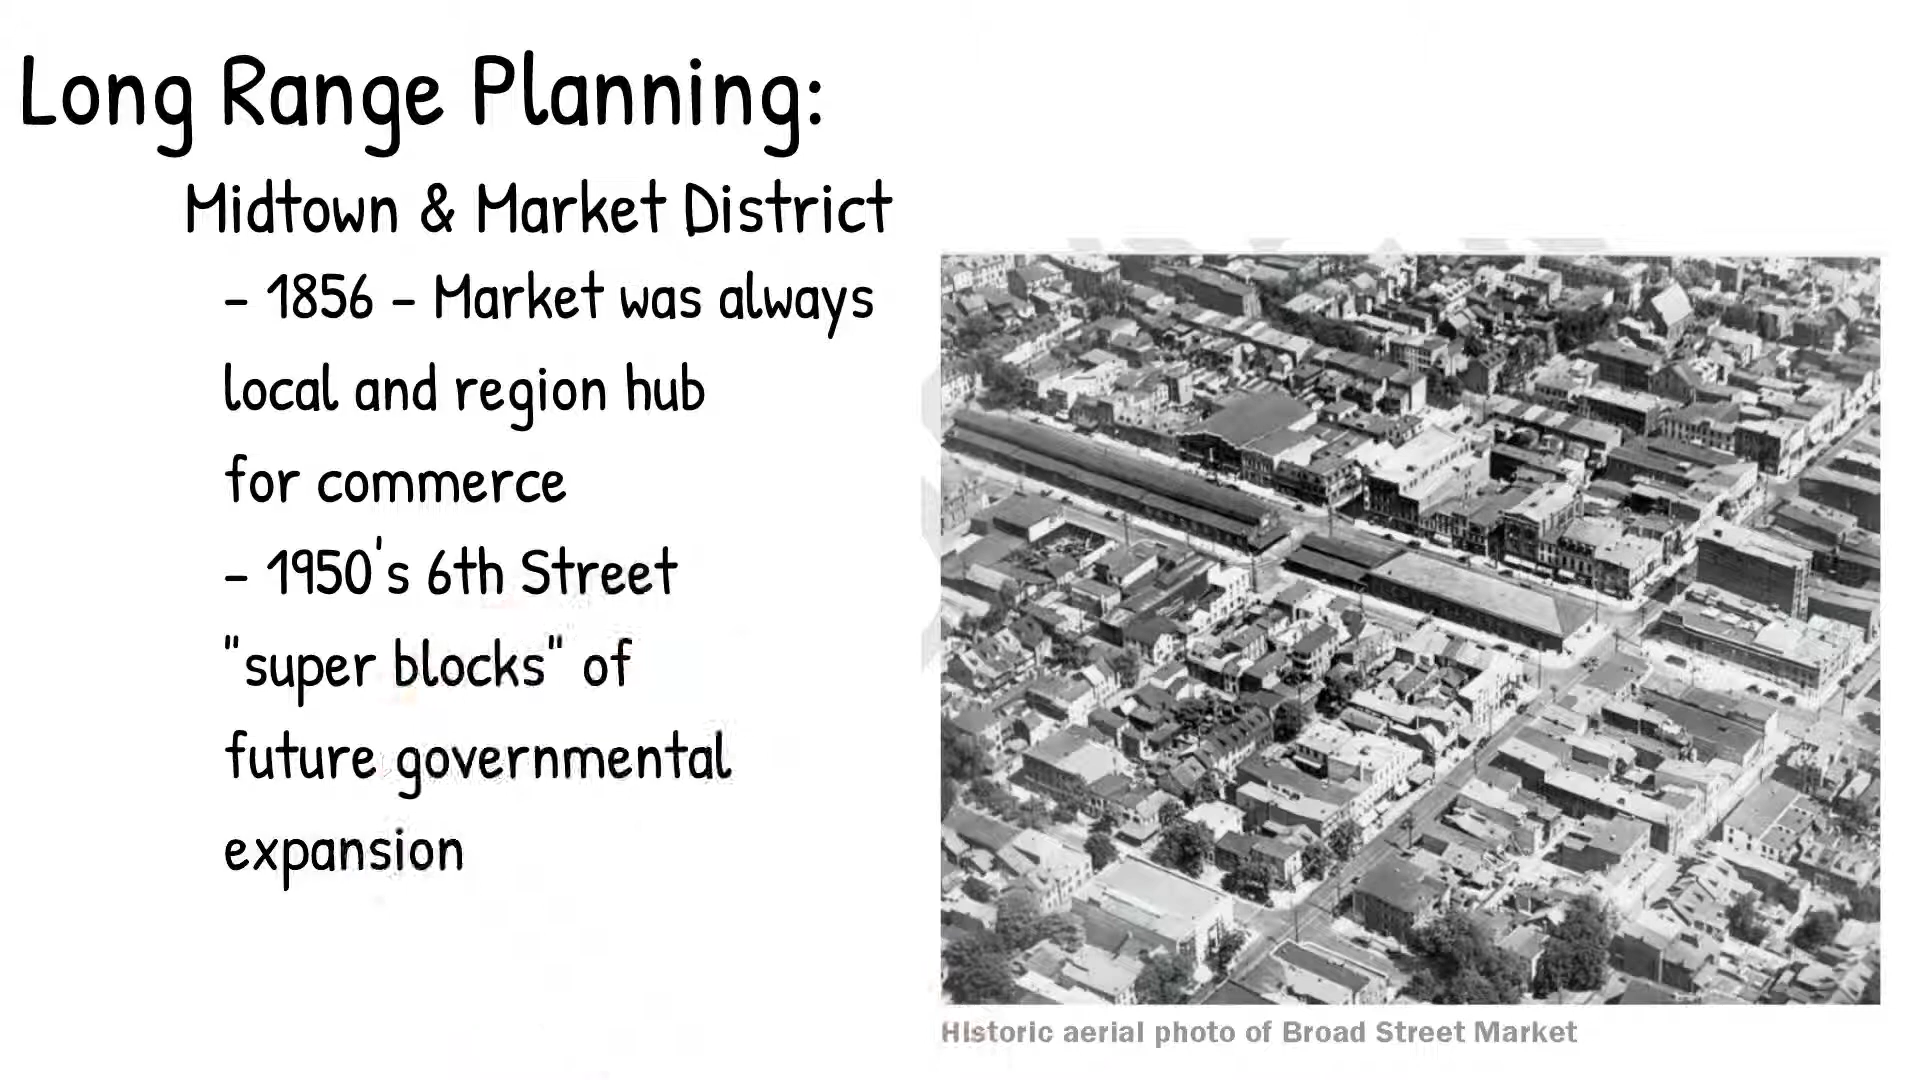 Long Range Planning:
Midtown & Market District
- 1856 - Market was always
local and region hub
for commerce
- 1950's 6th Street
"super blocks" of
future governmental
expansion
Historic aerial photo of Broad Street Market